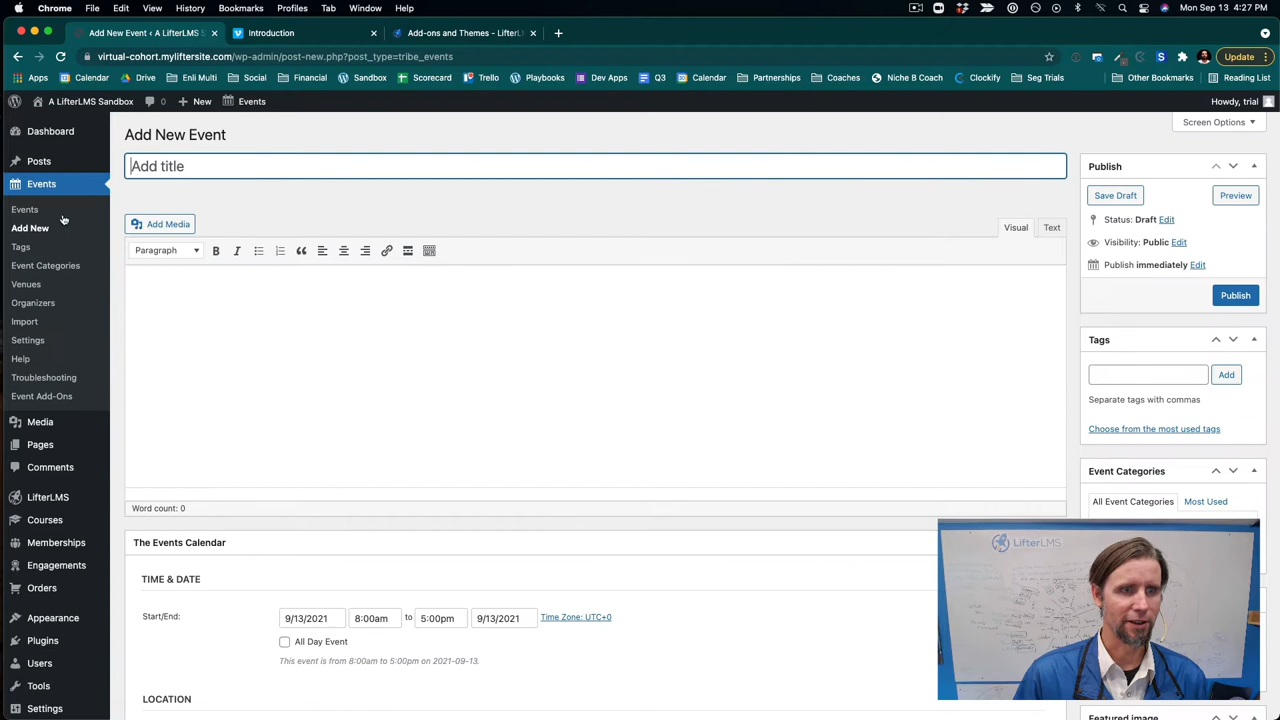 Chrome File Edit View History Bookmarks Profiles Tab Window Help Mon Sep 13 4:27 PM
Add New Event ‹ A LifterLMS S Introduction Add-ons and Themes - LifterL
virtual-cohort.myliftersite.com/wp-admin/post-new.php?post_type=tribe_events Update
Apps Calendar Drive Enli Multi Social Financial Sandbox Scorecard Trello Playbooks Dev Apps Q3 Calendar Partnerships Coaches Niche B Coach Clockify Seg Trials Other Bookmarks Reading List
A LifterLMS Sandbox 0 New Events Howdy, trial
Screen Options
Dashboard
Posts
Events
Events
Add New
Tags
Event Categories
Venues
Organizers
Import
Settings
Help
Troubleshooting
Event Add-Ons
Media
Pages
Comments
LifterLMS
Courses
Memberships
Engagements
Orders
Appearance
Plugins
Users
Tools
Settings
Add New Event
Add title
Add Media
Visual Text
Paragraph
Word count: 0
The Events Calendar
TIME & DATE
Start/End: 9/13/2021 8:00am to 5:00pm 9/13/2021 Time Zone: UTC+0
All Day Event
This event is from 8:00am to 5:00pm on 2021-09-13.
LOCATION
Publish
Save Draft Preview
Status: Draft Edit
Visibility: Public Edit
Publish immediately Edit
Publish
Tags
Add
Separate tags with commas
Choose from the most used tags
Event Categories
All Event Categories Most Used
LifterLMS
Featured image